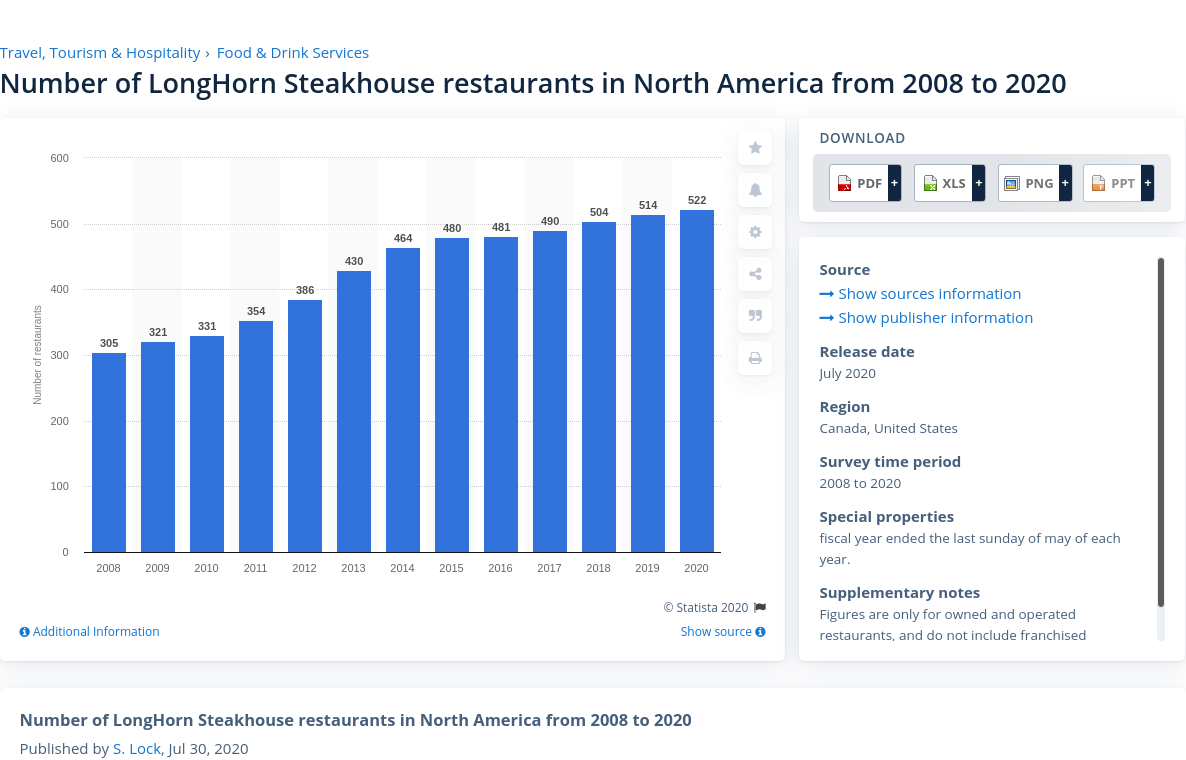 Travel, Tourism & Hospitality › Food & Drink Services
Number of LongHorn Steakhouse restaurants in North America from 2008 to 2020
600
500
400
300
200
100
0
Number of restaurants
305
321
331
354
386
430
464
480
481
490
504
514
522
2008 2009 2010 2011 2012 2013 2014 2015 2016 2017 2018 2019 2020
© Statista 2020
Additional Information
Show source
DOWNLOAD
PDF + XLS + PNG + PPT +
Source
Show sources information
Show publisher information
Release date
July 2020
Region
Canada, United States
Survey time period
2008 to 2020
Special properties
fiscal year ended the last sunday of may of each
year.
Supplementary notes
Figures are only for owned and operated
restaurants, and do not include franchised
Number of LongHorn Steakhouse restaurants in North America from 2008 to 2020
Published by S. Lock, Jul 30, 2020